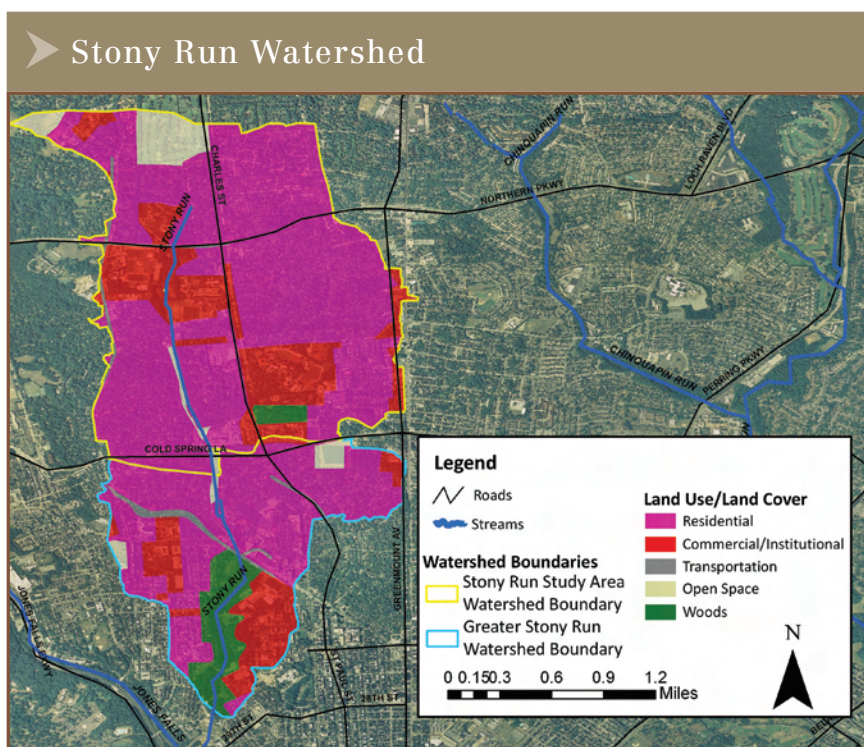 Stony Run Watershed
CHINQUAPIN RUN
LOCH RAVEN BLVD
CHARLES ST
NORTHERN PKWY
STONY RUN
CHINQUAPIN RUN
PERRING PKWY
COLD SPRING LA
GREENMOUNT AV
STONY RUN
JONES FALLS
ST PAUL ST
28TH ST
29TH ST
Legend
Roads
Streams
Watershed Boundaries
Stony Run Study Area
Watershed Boundary
Greater Stony Run
Watershed Boundary
Land Use/Land Cover
Residential
Commercial/Institutional
Transportation
Open Space
Woods
0 0.150.3 0.6 0.9 1.2
Miles
N